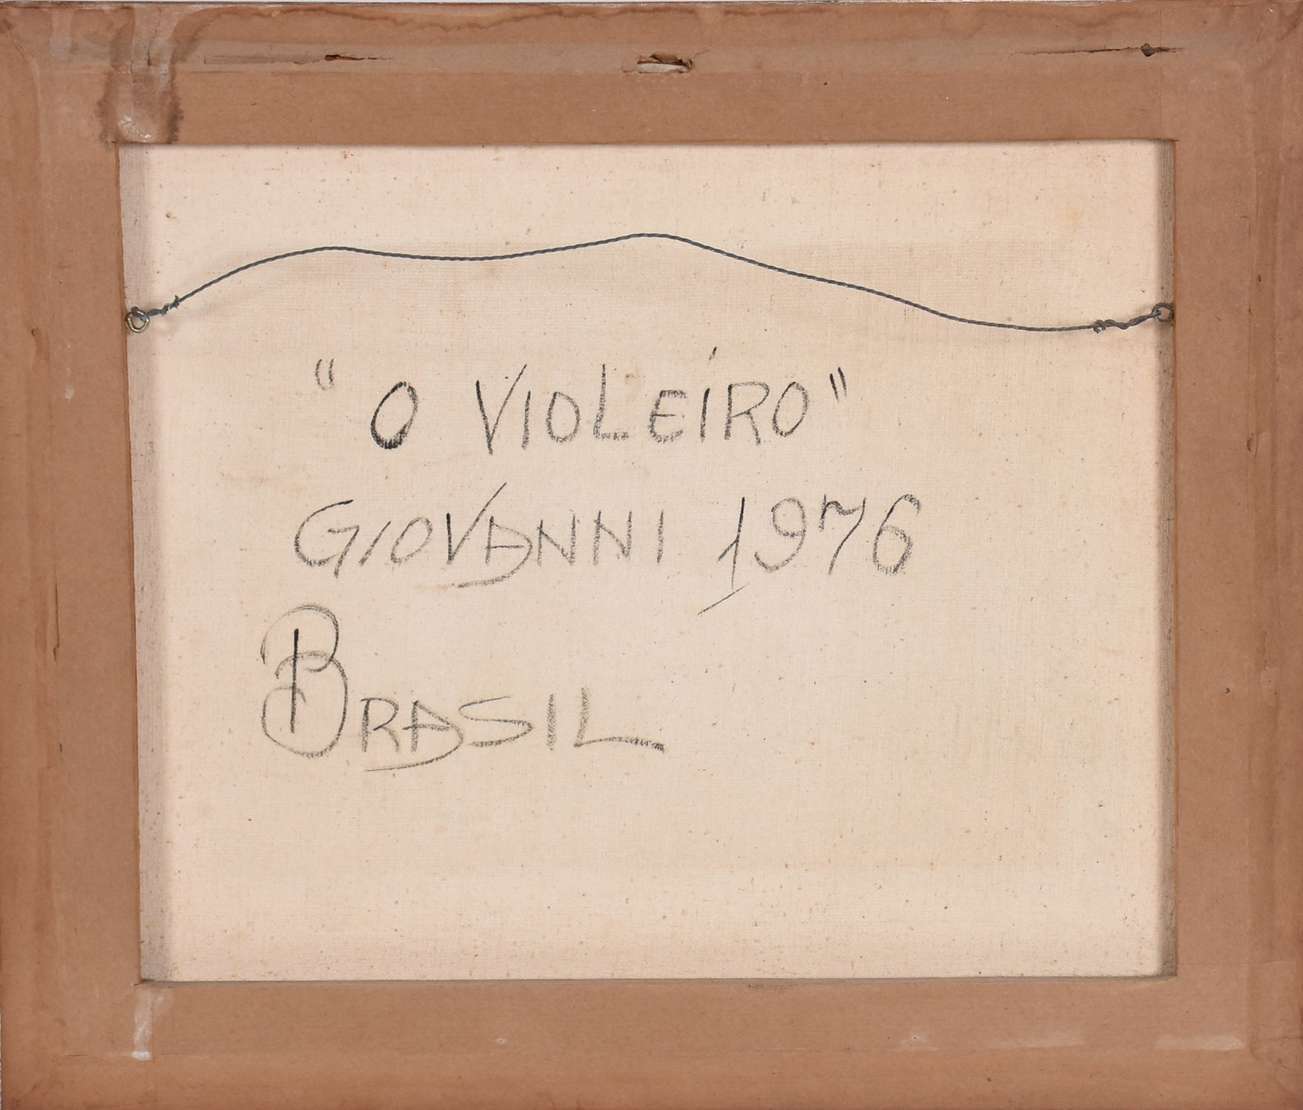 "O VIOLEIRO"
GIOVANNI 1976
BRASIL